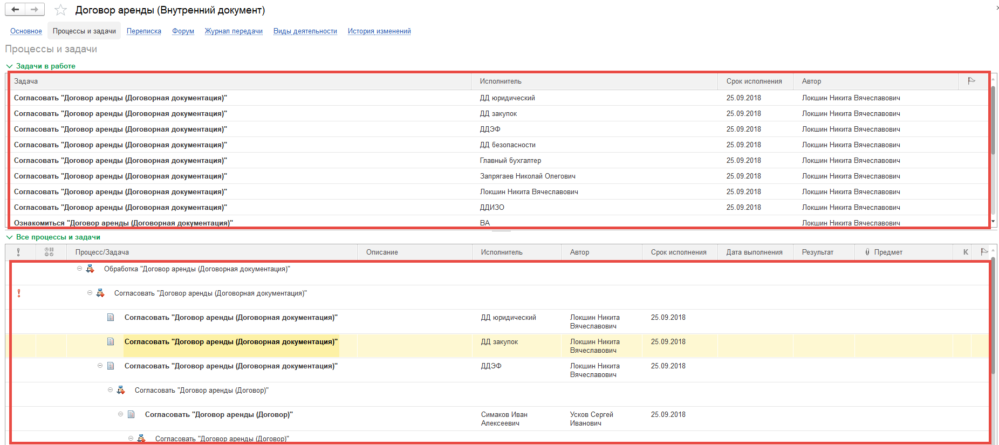 Договор аренды (Внутренний документ)
Основное Процессы и задачи Переписка Форум Журнал передачи Виды деятельности История изменений
Процессы и задачи
Задачи в работе
Задача Исполнитель Срок исполнения Автор
Согласовать "Договор аренды (Договорная документация)" ДД юридический 25.09.2018 Локшин Никита Вячеславович
Согласовать "Договор аренды (Договорная документация)" ДД закупок 25.09.2018 Локшин Никита Вячеславович
Согласовать "Договор аренды (Договорная документация)" ДДЭФ 25.09.2018 Локшин Никита Вячеславович
Согласовать "Договор аренды (Договорная документация)" ДД безопасности 25.09.2018 Локшин Никита Вячеславович
Согласовать "Договор аренды (Договорная документация)" Главный бухгалтер 25.09.2018 Локшин Никита Вячеславович
Согласовать "Договор аренды (Договорная документация)" Запрягаев Николай Олегович 25.09.2018 Локшин Никита Вячеславович
Согласовать "Договор аренды (Договорная документация)" Локшин Никита Вячеславович 25.09.2018 Локшин Никита Вячеславович
Согласовать "Договор аренды (Договорная документация)" ДДИЗО 25.09.2018 Локшин Никита Вячеславович
Ознакомиться "Договор аренды (Договорная документация)" ВА Локшин Никита Вячеславович
Все процессы и задачи
Процесс/Задача Описание Исполнитель Автор Срок исполнения Дата выполнения Результат Предмет К
Обработка "Договор аренды (Договорная документация)"
Согласовать "Договор аренды (Договорная документация)"
Согласовать "Договор аренды (Договорная документация)" ДД юридический Локшин Никита 25.09.2018
Вячеславович
Согласовать "Договор аренды (Договорная документация)" ДД закупок Локшин Никита 25.09.2018
Вячеславович
Согласовать "Договор аренды (Договорная документация)" ДДЭФ Локшин Никита 25.09.2018
Вячеславович
Согласовать "Договор аренды (Договор)"
Согласовать "Договор аренды (Договор)" Симаков Иван Усков Сергей 25.09.2018
Алексеевич Иванович
Согласовать "Договор аренды (Договор)"